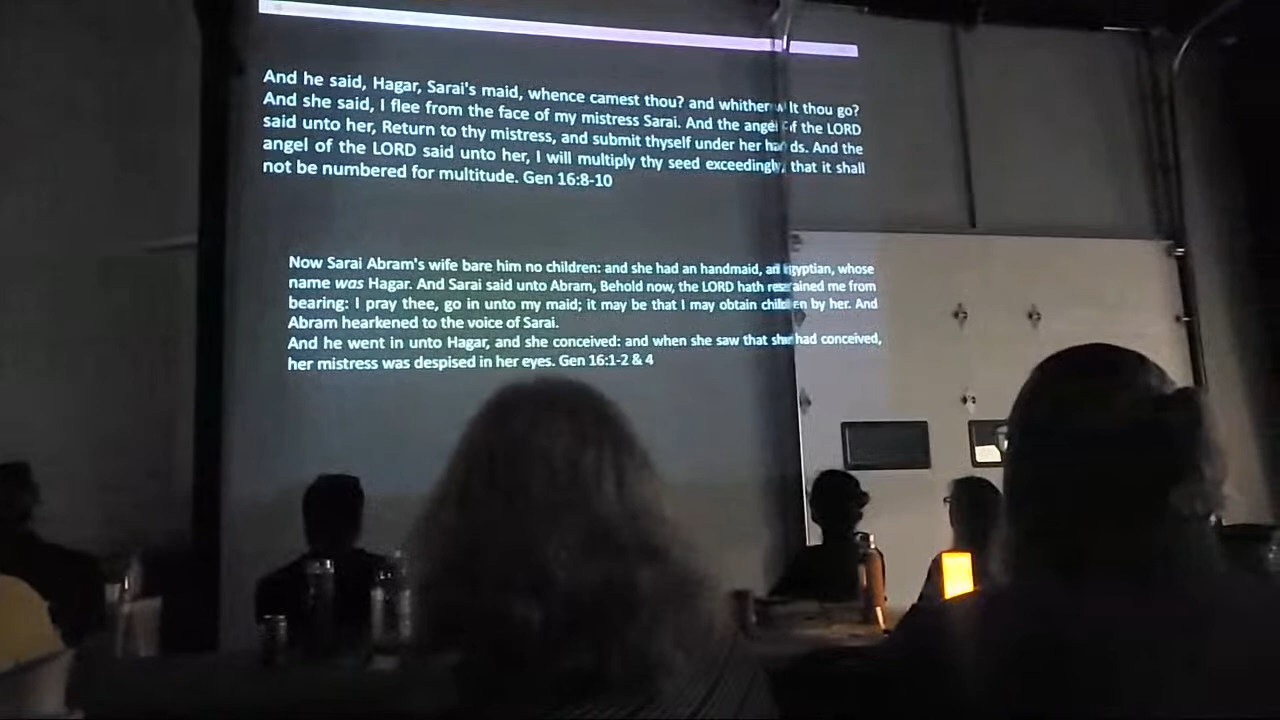 And he said, Hagar, Sarai's maid, whence camest thou? and whither wilt thou go?
And she said, I flee from the face of my mistress Sarai. And the angel of the LORD
said unto her, Return to thy mistress, and submit thyself under her hands. And the
angel of the LORD said unto her, I will multiply thy seed exceedingly, that it shall
not be numbered for multitude. Gen 16:8-10
Now Sarai Abram's wife bare him no children: and she had an handmaid, an Egyptian, whose
name was Hagar. And Sarai said unto Abram, Behold now, the LORD hath restrained me from
bearing: I pray thee, go in unto my maid; it may be that I may obtain children by her. And
Abram hearkened to the voice of Sarai.
And he went in unto Hagar, and she conceived: and when she saw that she had conceived,
her mistress was despised in her eyes. Gen 16:1-2 & 4